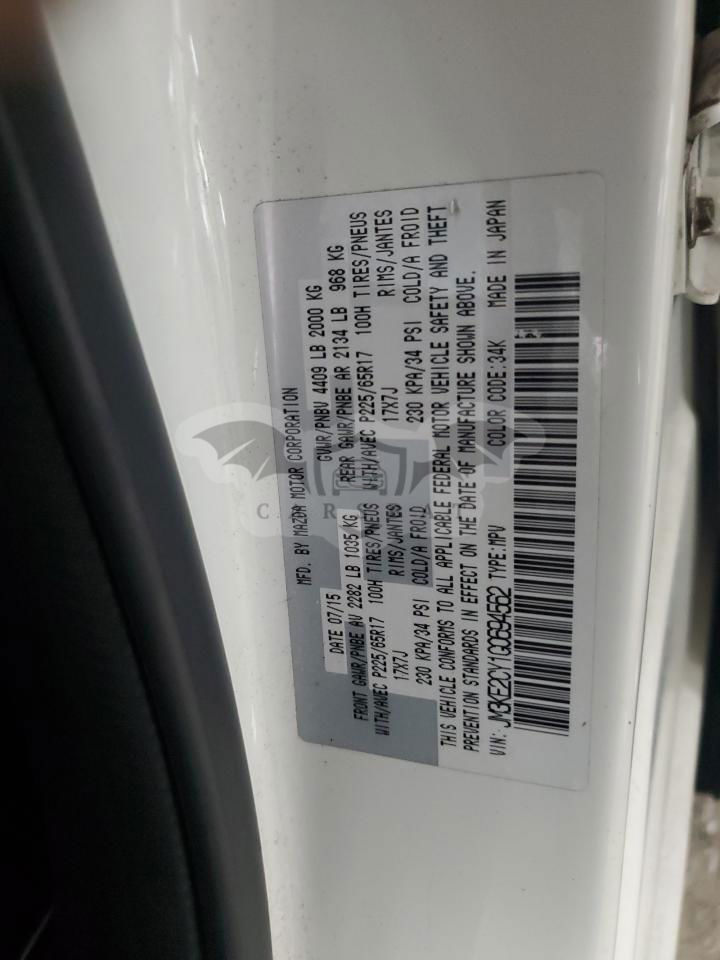 MFD. BY MAZDA MOTOR CORPORATION
DATE 07/15 GVWR/PNBV 4409 LB 2000 KG
FRONT GAWR/PNBE AV 2282 LB 1035 KG REAR GAWR/PNBE AR 2134 LB 968 KG
WITH/AVEC P225/65R17 100H TIRES/PNEUS WITH/AVEC P225/65R17 100H TIRES/PNEUS
17X7J RIMS/JANTES 17X7J RIMS/JANTES
230 KPA/34 PSI COLD/A FROID 230 KPA/34 PSI COLD/A FROID
THIS VEHICLE CONFORMS TO ALL APPLICABLE FEDERAL MOTOR VEHICLE SAFETY AND THEFT
PREVENTION STANDARDS IN EFFECT ON THE DATE OF MANUFACTURE SHOWN ABOVE.
VIN: JM3KE2CY1G0694562 TYPE:MPV COLOR CODE:34K MADE IN JAPAN